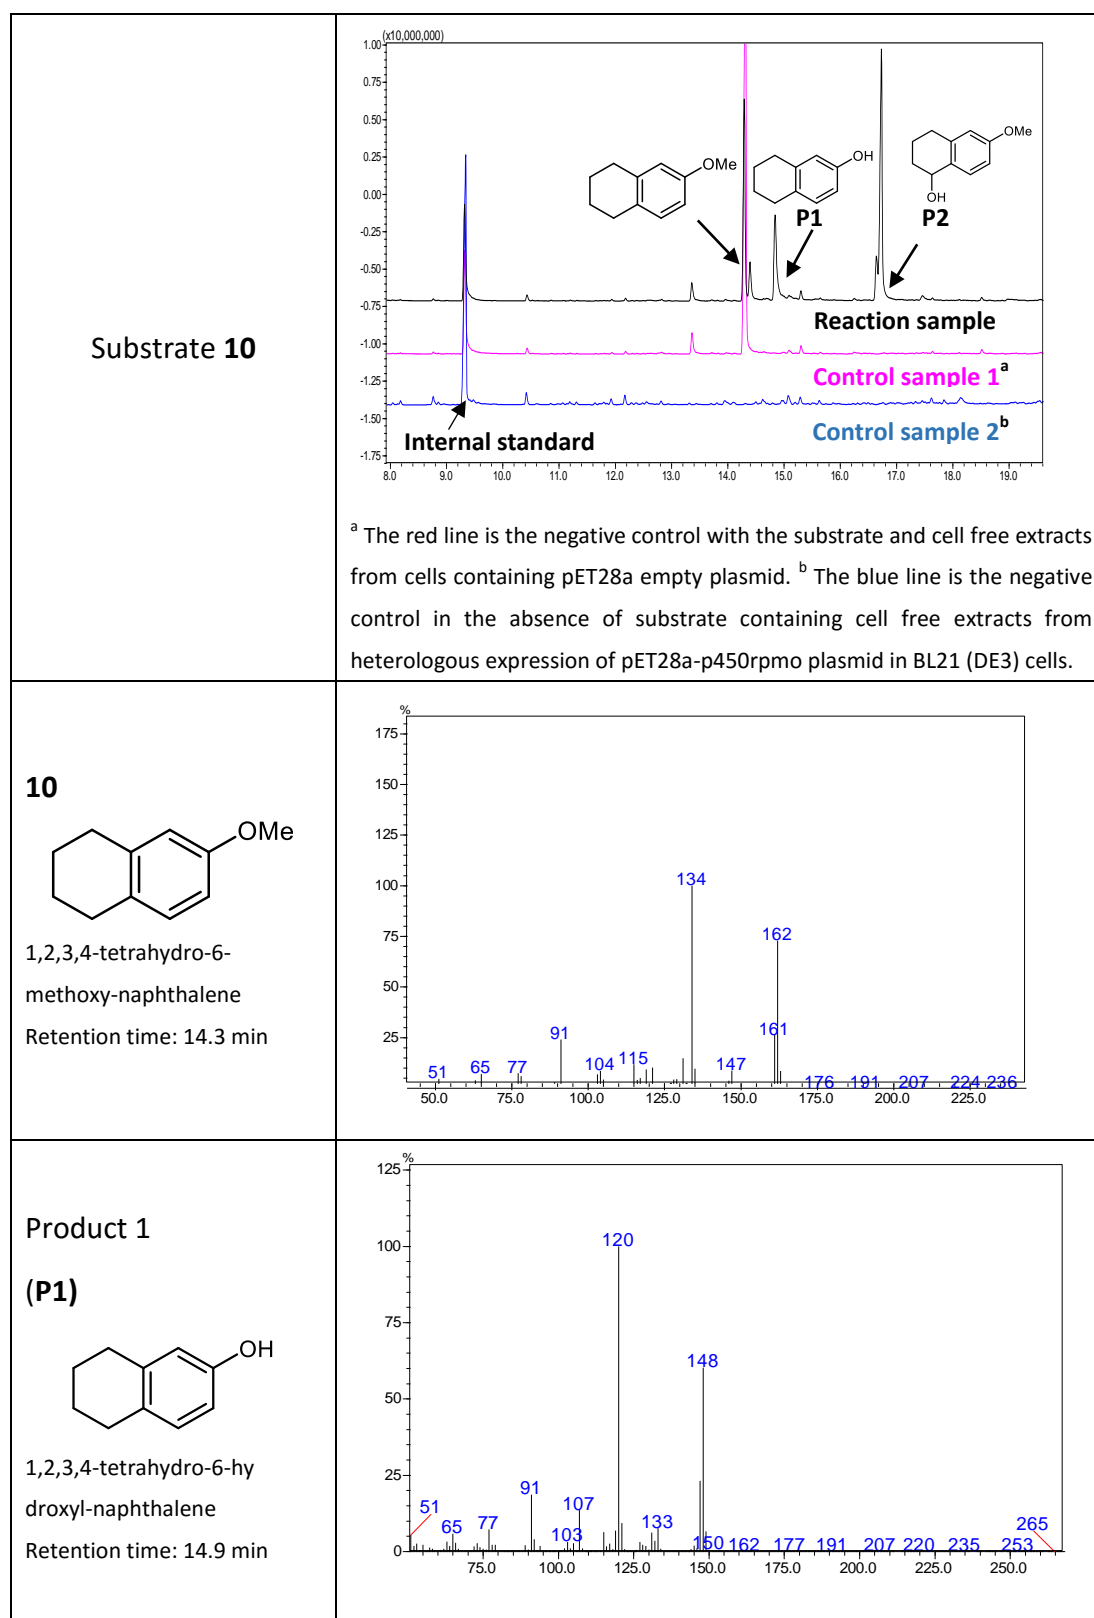 Substrate 10
(x10,000,000)
1.00
0.75
0.50
0.25
0.00
-0.25
-0.50
-0.75
-1.00
-1.25
-1.50
-1.75
OMe
OH
P1
OMe
OH
P2
Reaction sample
Control sample 1a
Control sample 2b
Internal standard
8.0 9.0 10.0 11.0 12.0 13.0 14.0 15.0 16.0 17.0 18.0 19.0
a The red line is the negative control with the substrate and cell free extracts
from cells containing pET28a empty plasmid. b The blue line is the negative
control in the absence of substrate containing cell free extracts from
heterologous expression of pET28a-p450rpmo plasmid in BL21 (DE3) cells.
10
OMe
1,2,3,4-tetrahydro-6-
methoxy-naphthalene
Retention time: 14.3 min
%
175
150
125
100
75
50
25
51 65 77 91 104 115 134 147 161 162 176 191 207 224 236
50.0 75.0 100.0 125.0 150.0 175.0 200.0 225.0
Product 1
(P1)
OH
1,2,3,4-tetrahydro-6-hy
droxyl-naphthalene
Retention time: 14.9 min
%
125
100
75
50
25
0
51 65 77 91 103 107 120 133 148 150 162 177 191 207 220 235 253 265
75.0 100.0 125.0 150.0 175.0 200.0 225.0 250.0